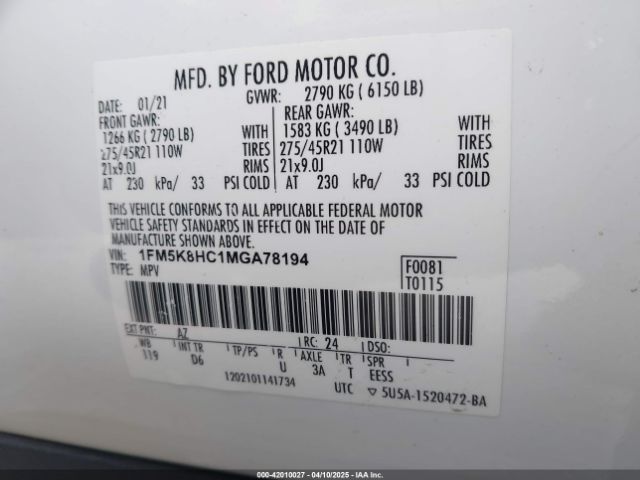 MFD. BY FORD MOTOR CO.
DATE: 01/21 GVWR: 2790 KG ( 6150 LB)
FRONT GAWR: REAR GAWR:
1266 KG ( 2790 LB) WITH 1583 KG ( 3490 LB) WITH
275/45R21 110W TIRES 275/45R21 110W TIRES
21x9.0J RIMS 21x9.0J RIMS
AT 230 kPa/ 33 PSI COLD AT 230 kPa/ 33 PSI COLD
THIS VEHICLE CONFORMS TO ALL APPLICABLE FEDERAL MOTOR
VEHICLE SAFETY STANDARDS IN EFFECT ON THE DATE OF
MANUFACTURE SHOWN ABOVE.
VIN: 1FM5K8HC1MGA78194 F0081
TYPE: MPV T0115
EXT PNT: AZ RC: 24 DSO:
WB INT TR TP/PS R AXLE TR SPR
119 D6 U 3A T EESS
1202101141734 UTC ▽ 5U5A-1520472-BA
000-42010027 - 04/10/2025 - Copyright IAA, LLC.